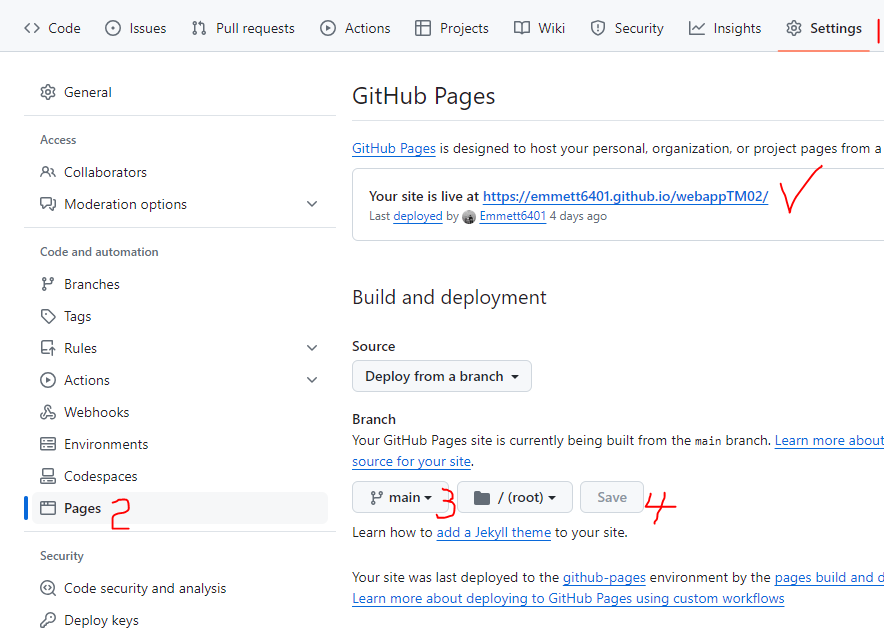 Code Issues Pull requests Actions Projects Wiki Security Insights Settings
General
Access
Collaborators
Moderation options
Code and automation
Branches
Tags
Rules
Actions
Webhooks
Environments
Codespaces
Pages 2
Security
Code security and analysis
Deploy keys
GitHub Pages
GitHub Pages is designed to host your personal, organization, or project pages from a
Your site is live at https://emmett6401.github.io/webappTM02/
Last deployed by Emmett6401 4 days ago
Build and deployment
Source
Deploy from a branch
Branch
Your GitHub Pages site is currently being built from the main branch. Learn more about
source for your site.
main 3 / (root) Save 4
Learn how to add a Jekyll theme to your site.
Your site was last deployed to the github-pages environment by the pages build and d
Learn more about deploying to GitHub Pages using custom workflows